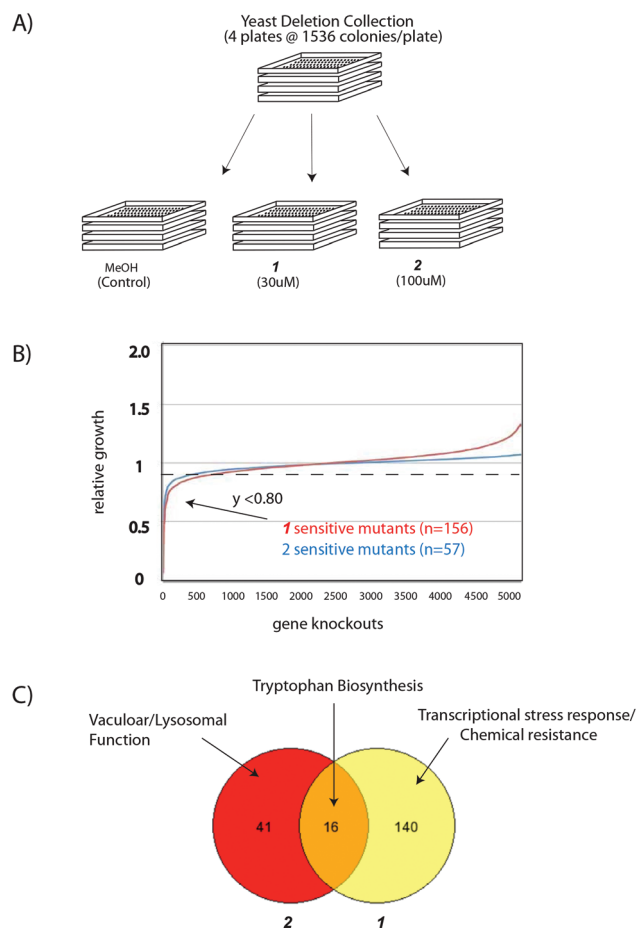 A)
Yeast Deletion Collection
(4 plates @ 1536 colonies/plate)
MeOH
(Control)
1
(30uM)
2
(100uM)
B)
2.0
1.5
1
0.5
0
relative growth
y <0.80
1 sensitive mutants (n=156)
2 sensitive mutants (n=57)
0 500 1000 1500 2000 2500 3000 3500 4000 4500 5000
gene knockouts
C)
Tryptophan Biosynthesis
Vaculoar/Lysosomal
Function
Transcriptional stress response/
Chemical resistance
41 16 140
2 1